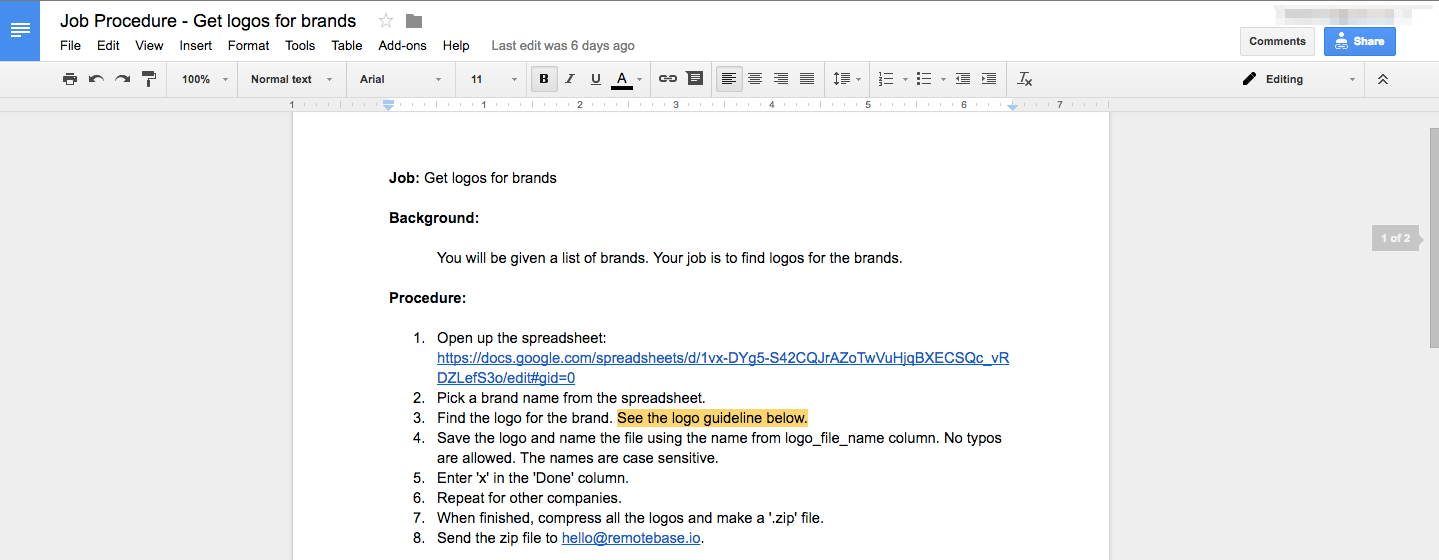 Job Procedure - Get logos for brands
File Edit View Insert Format Tools Table Add-ons Help Last edit was 6 days ago
Comments Share
100% Normal text Arial 11 B I U A Editing
1 1 2 3 4 5 6 7
Job: Get logos for brands
Background:
You will be given a list of brands. Your job is to find logos for the brands.
Procedure:
1. Open up the spreadsheet:
https://docs.google.com/spreadsheets/d/1vx-DYg5-S42CQJrAZoTwVuHjqBXECSQc_vR
DZLefS3o/edit#gid=0
2. Pick a brand name from the spreadsheet.
3. Find the logo for the brand. See the logo guideline below.
4. Save the logo and name the file using the name from logo_file_name column. No typos
are allowed. The names are case sensitive.
5. Enter 'x' in the 'Done' column.
6. Repeat for other companies.
7. When finished, compress all the logos and make a '.zip' file.
8. Send the zip file to hello@remotebase.io.
1 of 2